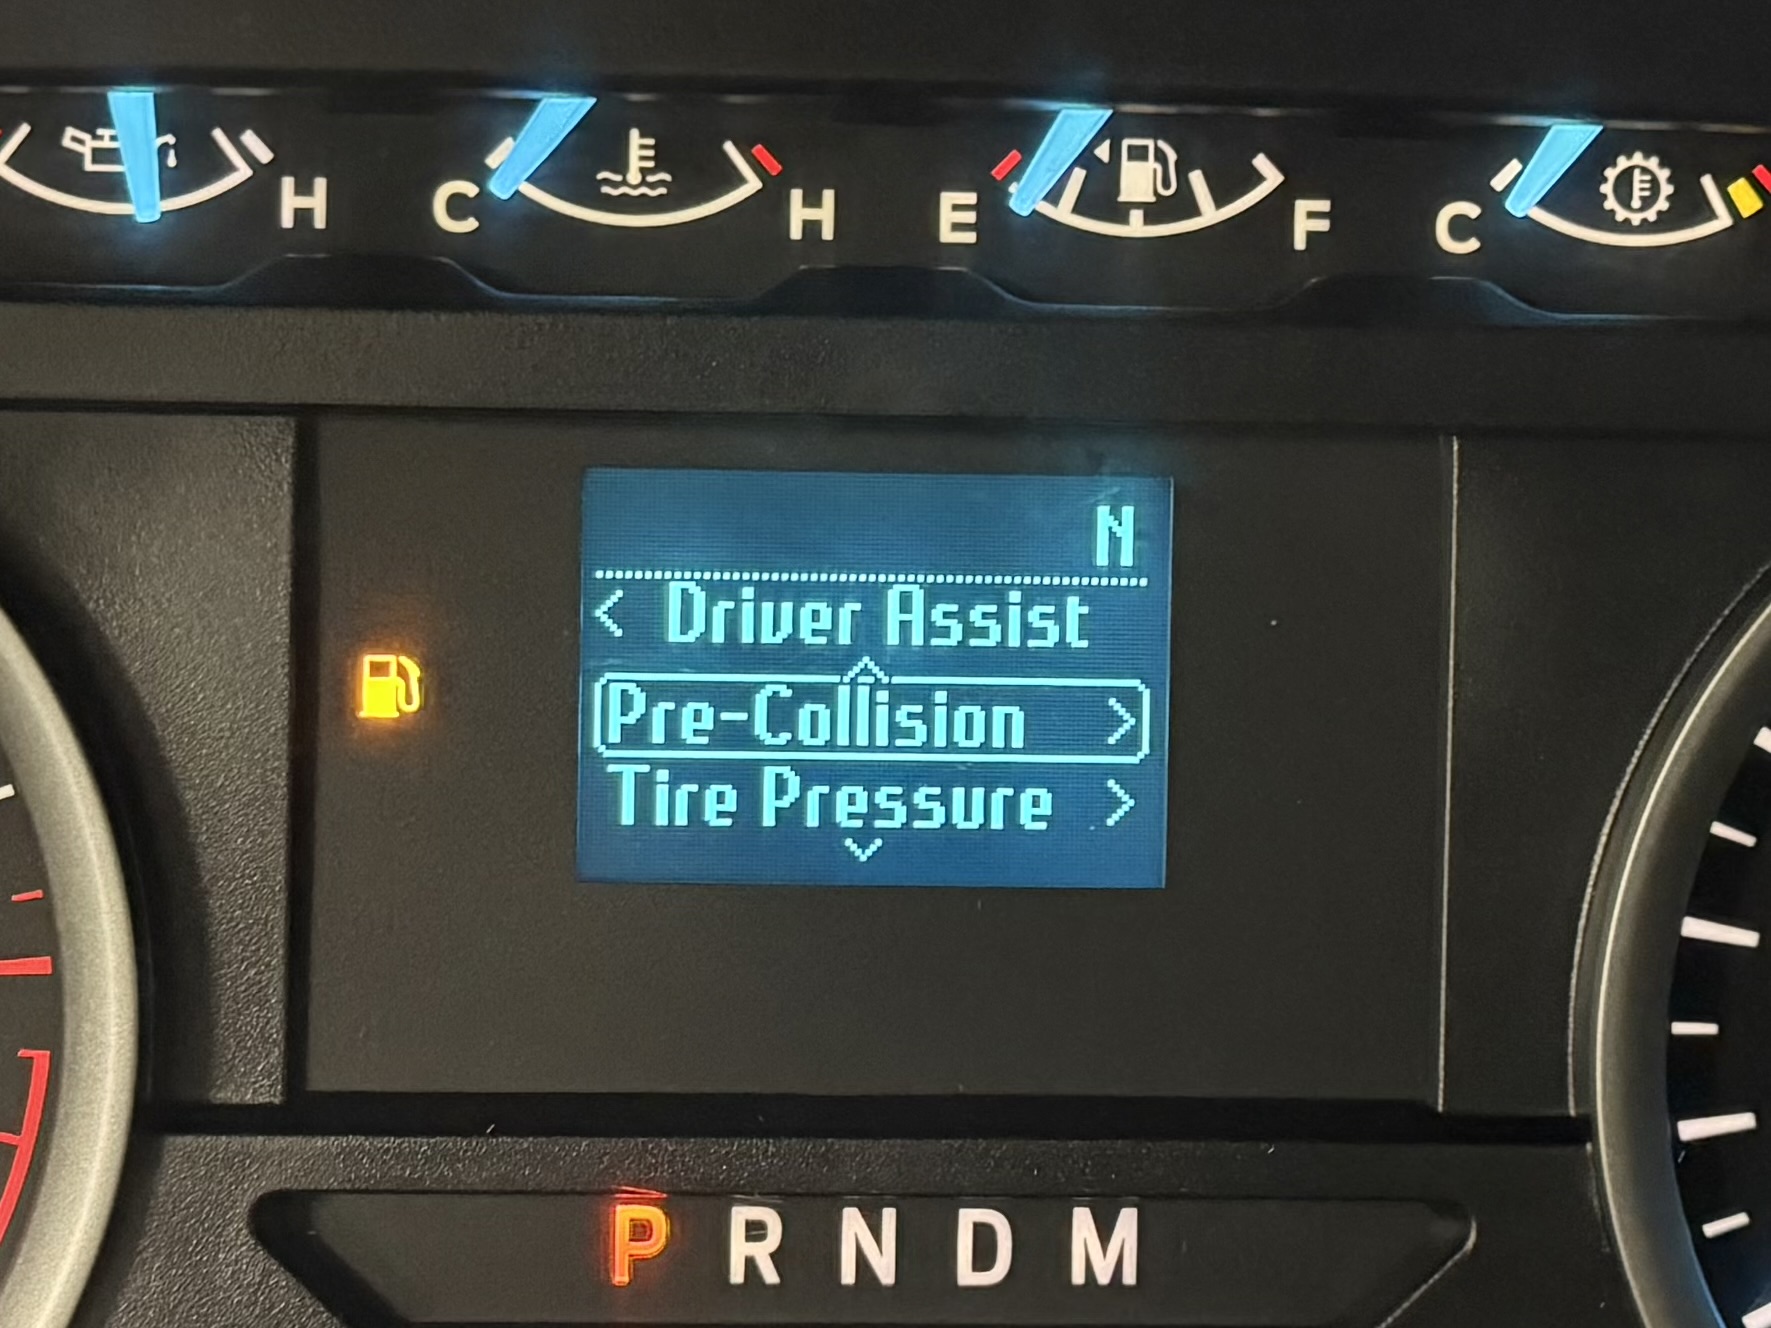 H C H E F C
N
< Driver Assist
Pre-Collision >
Tire Pressure >
P R N D M